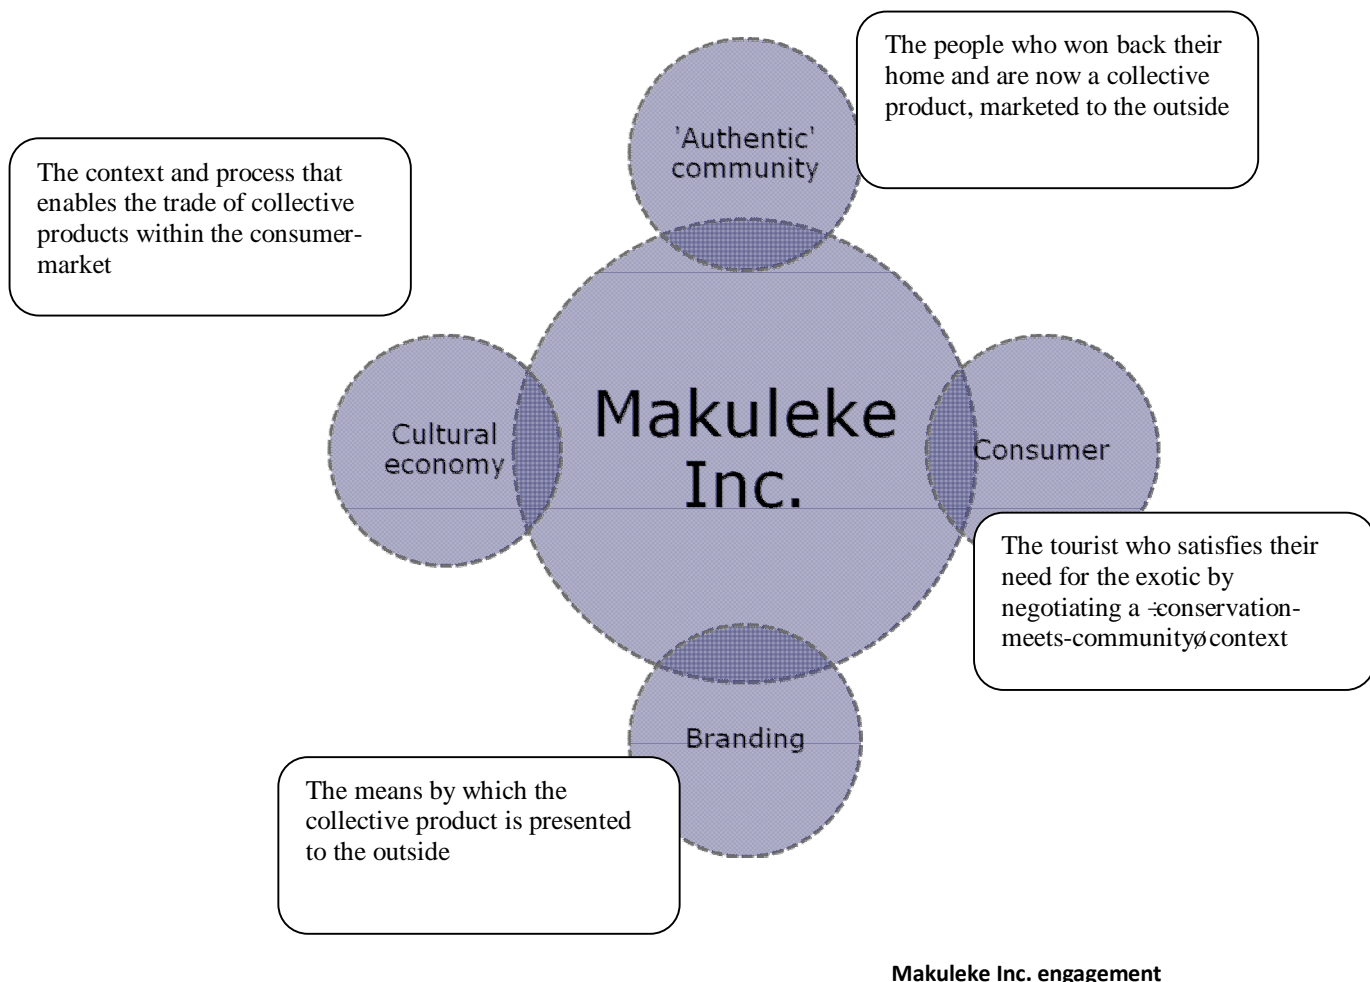 The people who won back their
home and are now a collective
product, marketed to the outside
'Authentic'
community
The context and process that
enables the trade of collective
products within the consumer-
market
Makuleke
Inc.
Cultural
economy
Consumer
The tourist who satisfies their
need for the exotic by
negotiating a ÷conservation-
meets-communityø context
Branding
The means by which the
collective product is presented
to the outside
Makuleke Inc. engagement